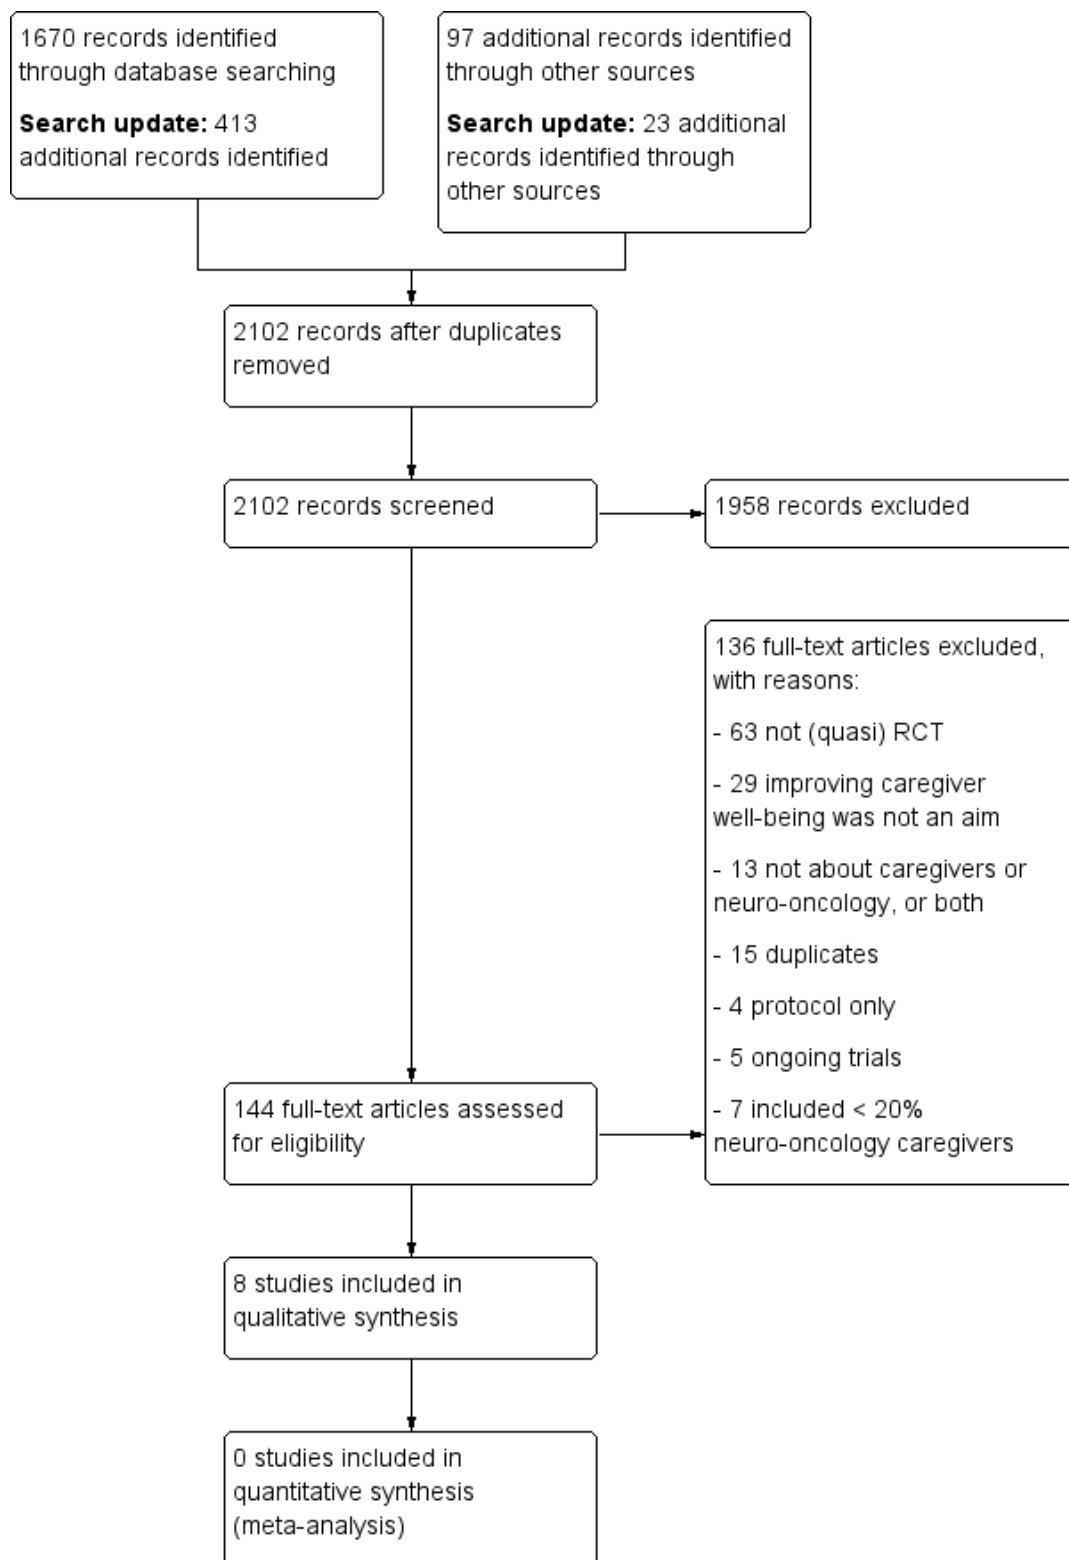 1670 records identified
through database searching
Search update: 413
additional records identified
97 additional records identified
through other sources
Search update: 23 additional
records identified through
other sources
2102 records after duplicates
removed
2102 records screened
1958 records excluded
136 full-text articles excluded,
with reasons:
- 63 not (quasi) RCT
- 29 improving caregiver
well-being was not an aim
- 13 not about caregivers or
neuro-oncology, or both
- 15 duplicates
- 4 protocol only
- 5 ongoing trials
- 7 included < 20%
neuro-oncology caregivers
144 full-text articles assessed
for eligibility
8 studies included in
qualitative synthesis
0 studies included in
quantitative synthesis
(meta-analysis)